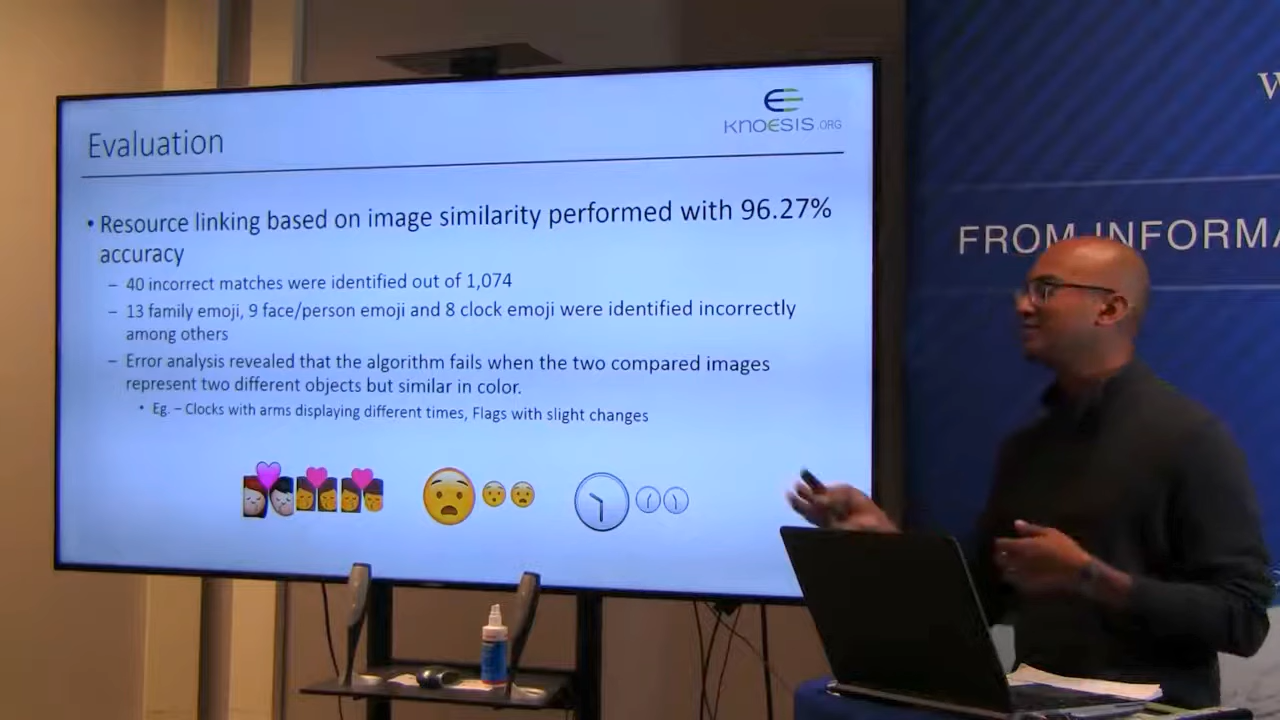 KNOESIS.ORG
Evaluation
• Resource linking based on image similarity performed with 96.27%
accuracy
– 40 incorrect matches were identified out of 1,074
– 13 family emoji, 9 face/person emoji and 8 clock emoji were identified incorrectly
among others
– Error analysis revealed that the algorithm fails when the two compared images
represent two different objects but similar in color.
• Eg. – Clocks with arms displaying different times, Flags with slight changes
W
FROM INFORMA